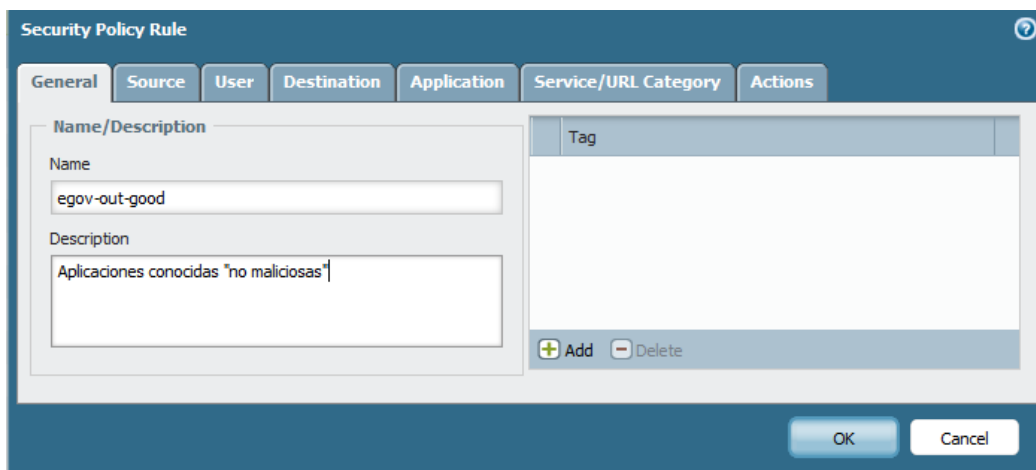 Security Policy Rule
General Source User Destination Application Service/URL Category Actions
Name/Description
Name
egov-out-good
Description
Aplicaciones conocidas "no maliciosas"
Tag
Add Delete
OK Cancel